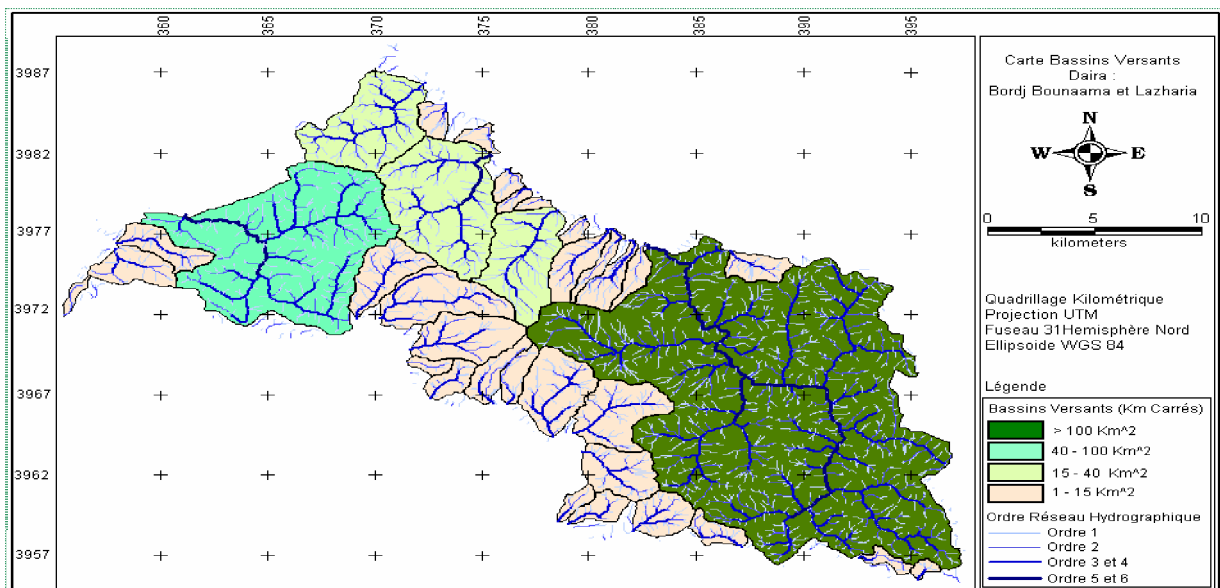 360 365 370 375 380 385 390 395
3987
3982
3977
3972
3967
3962
3957
Carte Bassins Versants
Daira :
Bordj Bounaama et Lazharia
N
W E
S
0 5 10
kilometers
Quadrillage Kilométrique
Projection UTM
Fuseau 31Hemisphère Nord
Ellipsoide WGS 84
Légende
Bassins Versants (Km Carrés)
> 100 Km^2
40 - 100 Km^2
15 - 40 Km^2
1 - 15 Km^2
Ordre Réseau Hydrographique
Ordre 1
Ordre 2
Ordre 3 et 4
Ordre 5 et 6